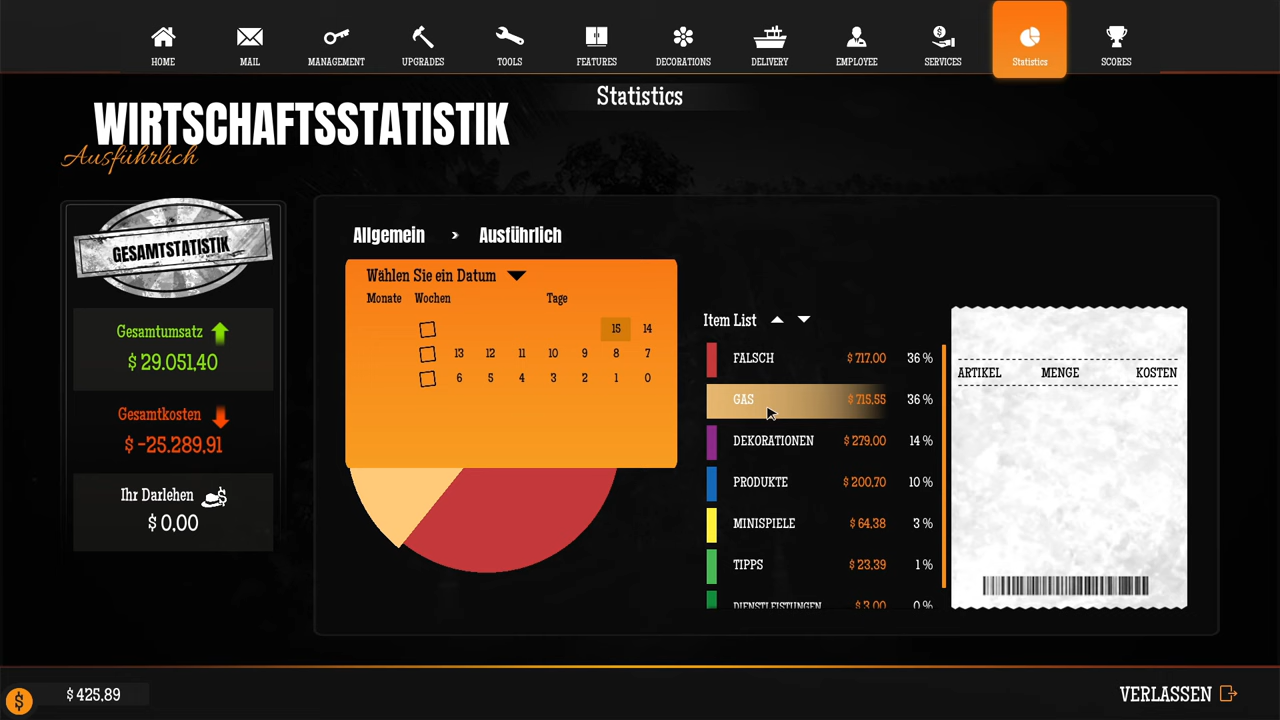 HOME MAIL MANAGEMENT UPGRADES TOOLS FEATURES DECORATIONS DELIVERY EMPLOYEE SERVICES Statistics SCORES
Statistics
WIRTSCHAFTSSTATISTIK
Ausführlich
GESAMTSTATISTIK
Gesamtumsatz
$ 29.051,40
Gesamtkosten
$ -25.289,91
Ihr Darlehen
$ 0,00
Allgemein > Ausführlich
Wählen Sie ein Datum
Monate Wochen Tage
15 14
13 12 11 10 9 8 7
6 5 4 3 2 1 0
Item List
FALSCH $ 717,00 36 %
GAS $ 715,55 36 %
DEKORATIONEN $ 279,00 14 %
PRODUKTE $ 200,70 10 %
MINISPIELE $ 64,38 3 %
TIPPS $ 23,39 1 %
DIENSTLEISTUNGEN $ 3,00 0 %
ARTIKEL MENGE KOSTEN
$ 425,89
VERLASSEN